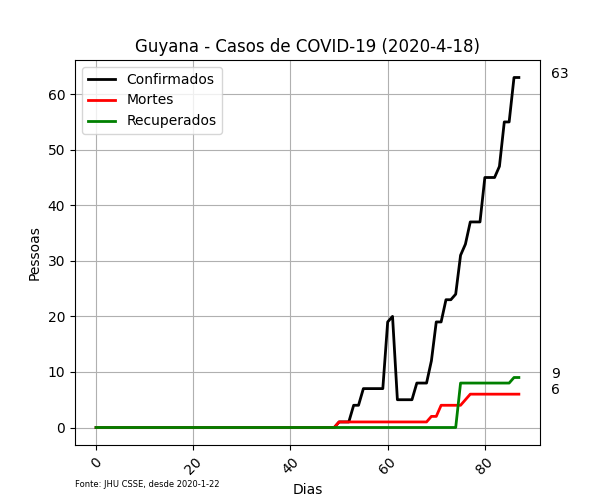 Guyana - Casos de COVID-19 (2020-4-18)
Confirmados
Mortes
Recuperados
Pessoas
60
50
40
30
20
10
0
63
9
6
0
20
40
60
80
Dias
Fonte: JHU CSSE, desde 2020-1-22